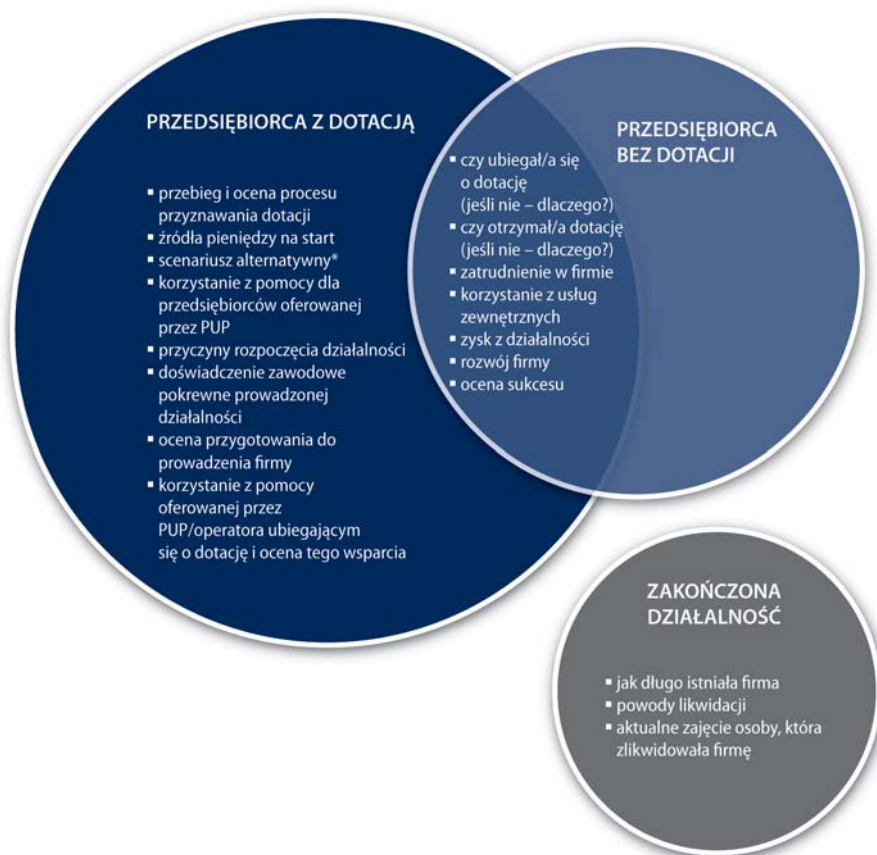 PRZEDSIĘBIORCA Z DOTACJĄ
▪ przebieg i ocena procesu
przyznawania dotacji
▪ źródła pieniędzy na start
▪ scenariusz alternatywny*
▪ korzystanie z pomocy dla
przedsiębiorców oferowanej
przez PUP
▪ przyczyny rozpoczęcia działalności
▪ doświadczenie zawodowe
pokrewne prowadzonej
działalności
▪ ocena przygotowania do
prowadzenia firmy
▪ korzystanie z pomocy
oferowanej przez
PUP/operatora ubiegającym
się o dotację i ocena tego wsparcia
▪ czy ubiegał/a się
o dotację
(jeśli nie – dlaczego?)
▪ czy otrzymał/a dotację
(jeśli nie – dlaczego?)
▪ zatrudnienie w firmie
▪ korzystanie z usług
zewnętrznych
▪ zysk z działalności
▪ rozwój firmy
▪ ocena sukcesu
PRZEDSIĘBIORCA
BEZ DOTACJI
ZAKOŃCZONA
DZIAŁALNOŚĆ
▪ jak długo istniała firma
▪ powody likwidacji
▪ aktualne zajęcie osoby, która
zlikwidowała firmę